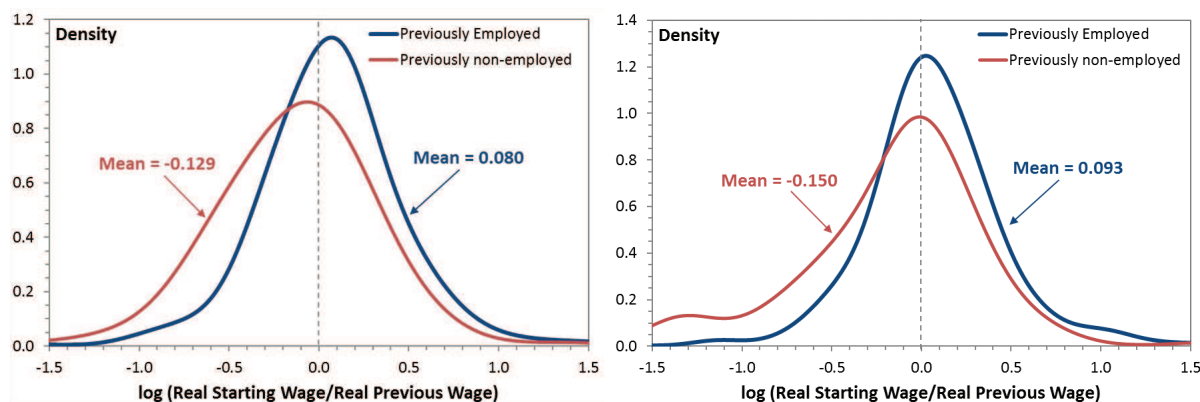 Density
Previously Employed
Previously non-employed
Mean = -0.129
Mean = 0.080
1.2
1.0
0.8
0.6
0.4
0.2
0.0
-1.5 -1.0 -0.5 0.0 0.5 1.0 1.5
log (Real Starting Wage/Real Previous Wage)
Density
Previously Employed
Previously non-employed
Mean = -0.150
Mean = 0.093
1.4
1.2
1.0
0.8
0.6
0.4
0.2
0.0
-1.5 -1.0 -0.5 0.0 0.5 1.0 1.5
log (Real Starting Wage/Real Previous Wage)